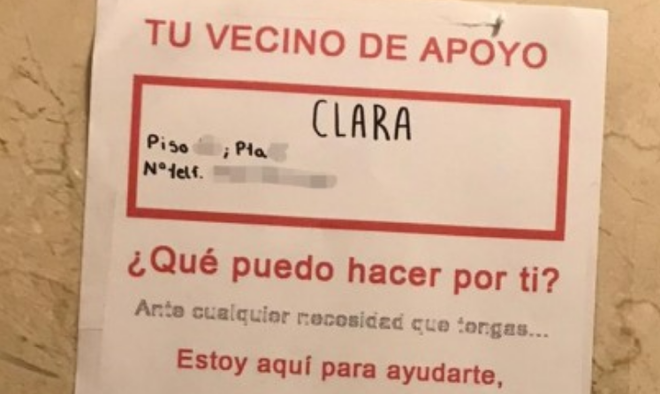 TU VECINO DE APOYO
CLARA
Piso ; Pta
Nº telf.
¿Qué puedo hacer por ti?
Ante cualquier necesidad que tengas...
Estoy aquí para ayudarte,